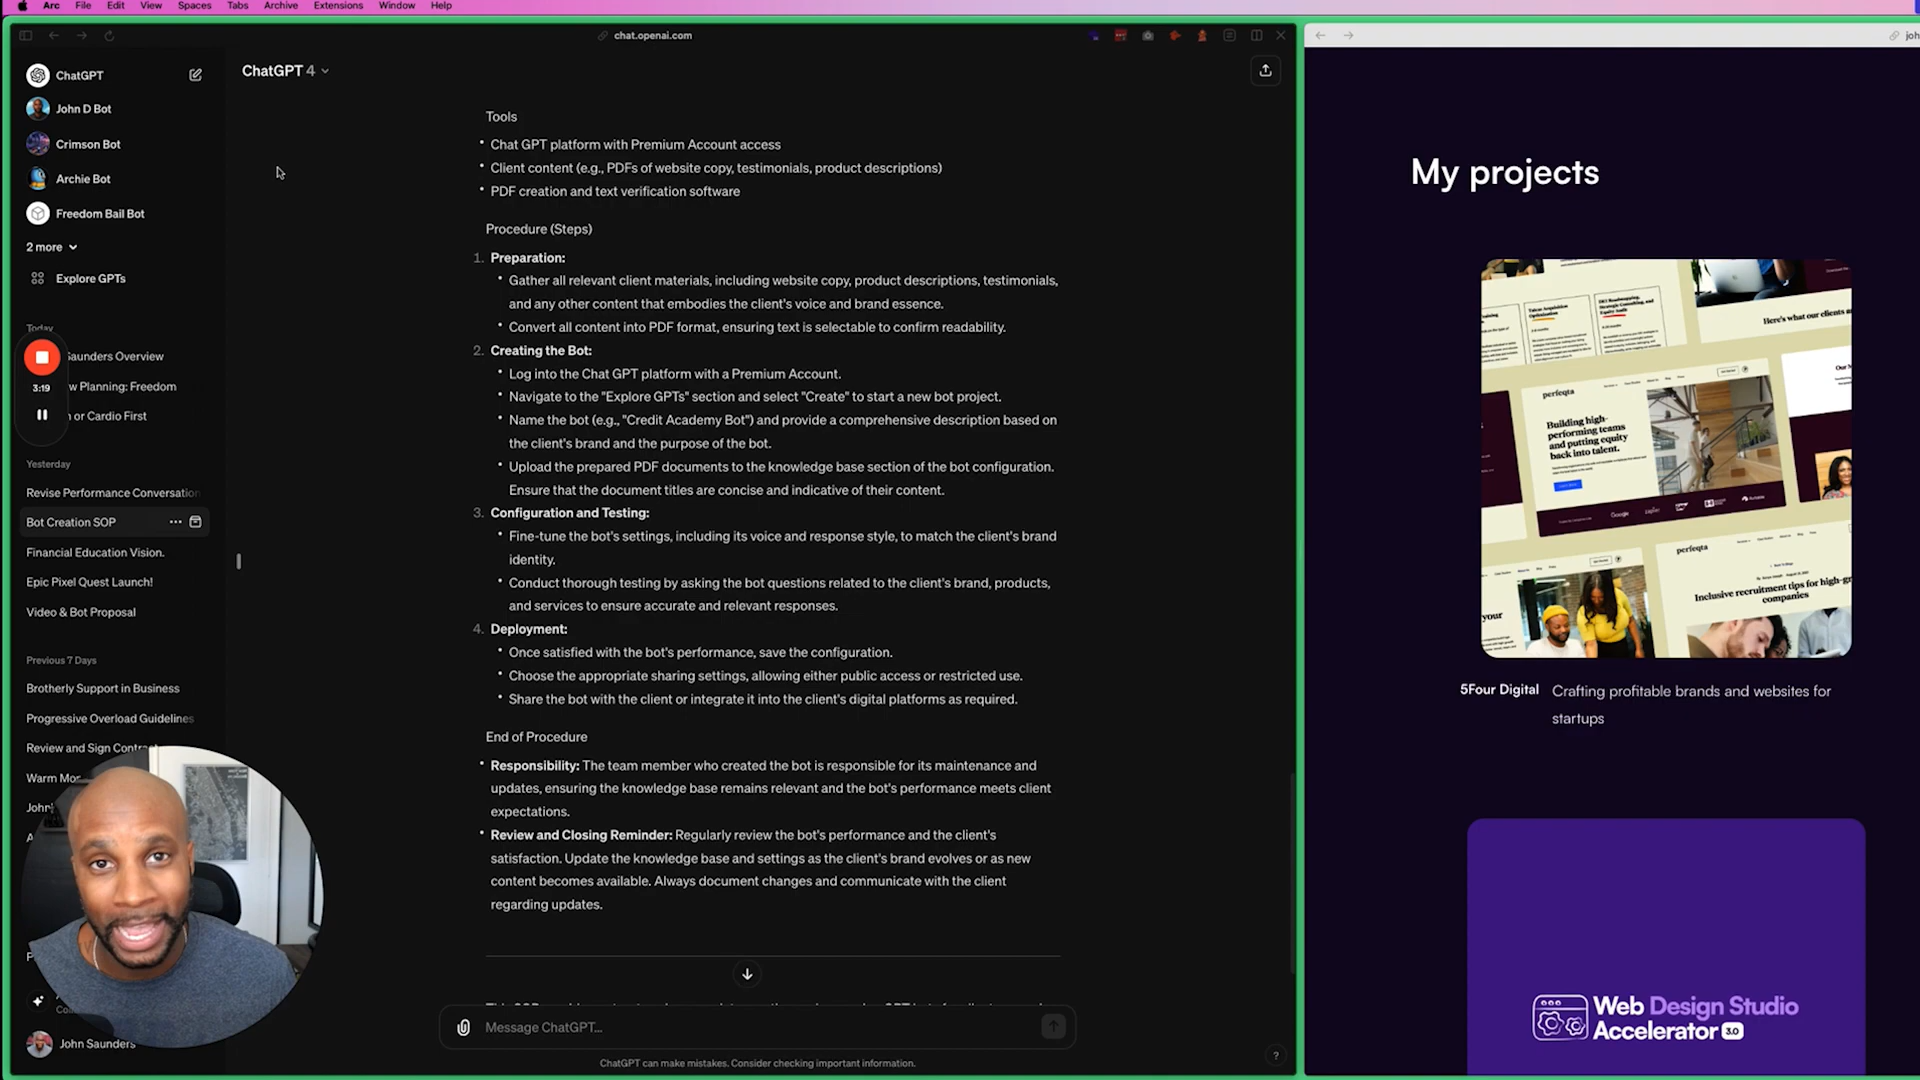 Arc File Edit View Spaces Tabs Archive Extensions Window Help
chat.openai.com
ChatGPT
John D Bot
Crimson Bot
Archie Bot
Freedom Bail Bot
2 more
Explore GPTs
Today
Saunders Overview
3:19
w Planning: Freedom
or Cardio First
Yesterday
Revise Performance Conversation
Bot Creation SOP
Financial Education Vision.
Epic Pixel Quest Launch!
Video & Bot Proposal
Previous 7 Days
Brotherly Support in Business
Progressive Overload Guidelines
Review and Sign Contra
Warm
John
John Saunders
ChatGPT 4
Tools
• Chat GPT platform with Premium Account access
• Client content (e.g., PDFs of website copy, testimonials, product descriptions)
• PDF creation and text verification software
Procedure (Steps)
1. Preparation:
• Gather all relevant client materials, including website copy, product descriptions, testimonials,
and any other content that embodies the client's voice and brand essence.
• Convert all content into PDF format, ensuring text is selectable to confirm readability.
2. Creating the Bot:
• Log into the Chat GPT platform with a Premium Account.
• Navigate to the "Explore GPTs" section and select "Create" to start a new bot project.
• Name the bot (e.g., "Credit Academy Bot") and provide a comprehensive description based on
the client's brand and the purpose of the bot.
• Upload the prepared PDF documents to the knowledge base section of the bot configuration.
Ensure that the document titles are concise and indicative of their content.
3. Configuration and Testing:
• Fine-tune the bot's settings, including its voice and response style, to match the client's brand
identity.
• Conduct thorough testing by asking the bot questions related to the client's brand, products,
and services to ensure accurate and relevant responses.
4. Deployment:
• Once satisfied with the bot's performance, save the configuration.
• Choose the appropriate sharing settings, allowing either public access or restricted use.
• Share the bot with the client or integrate it into the client's digital platforms as required.
End of Procedure
• Responsibility: The team member who created the bot is responsible for its maintenance and
updates, ensuring the knowledge base remains relevant and the bot's performance meets client
expectations.
• Review and Closing Reminder: Regularly review the bot's performance and the client's
satisfaction. Update the knowledge base and settings as the client's brand evolves or as new
content becomes available. Always document changes and communicate with the client
regarding updates.
Message ChatGPT...
ChatGPT can make mistakes. Consider checking important information.
?
joh
My projects
Here's what our clients
perfeqta
Building high-
performing teams
and putting equity
back into talent.
Google
perfeqta
Inclusive recruitment tips for high-
companies
5Four Digital Crafting profitable brands and websites for
startups
Web Design Studio
Accelerator 3.0